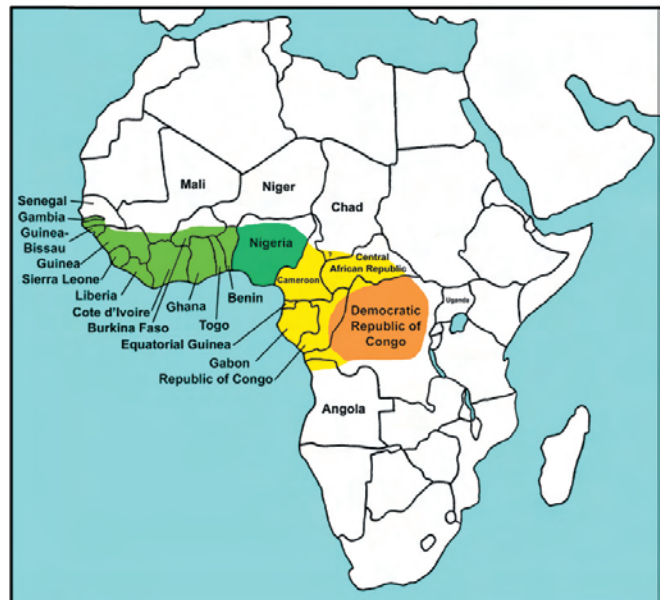 Mali
Niger
Chad
Senegal
Gambia
Guinea-
Bissau
Guinea
Sierra Leone
Liberia
Cote d'Ivoire
Burkina Faso
Ghana
Togo
Benin
Nigeria
?
Central
African Republic
Cameroon
Equatorial Guinea
Gabon
Republic of Congo
Democratic
Republic of
Congo
Uganda
Angola